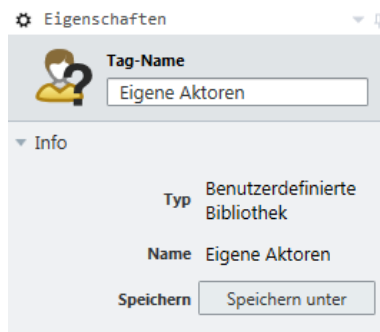 Eigenschaften
Tag-Name
Eigene Aktoren
Info
Typ Benutzerdefinierte
Bibliothek
Name Eigene Aktoren
Speichern Speichern unter